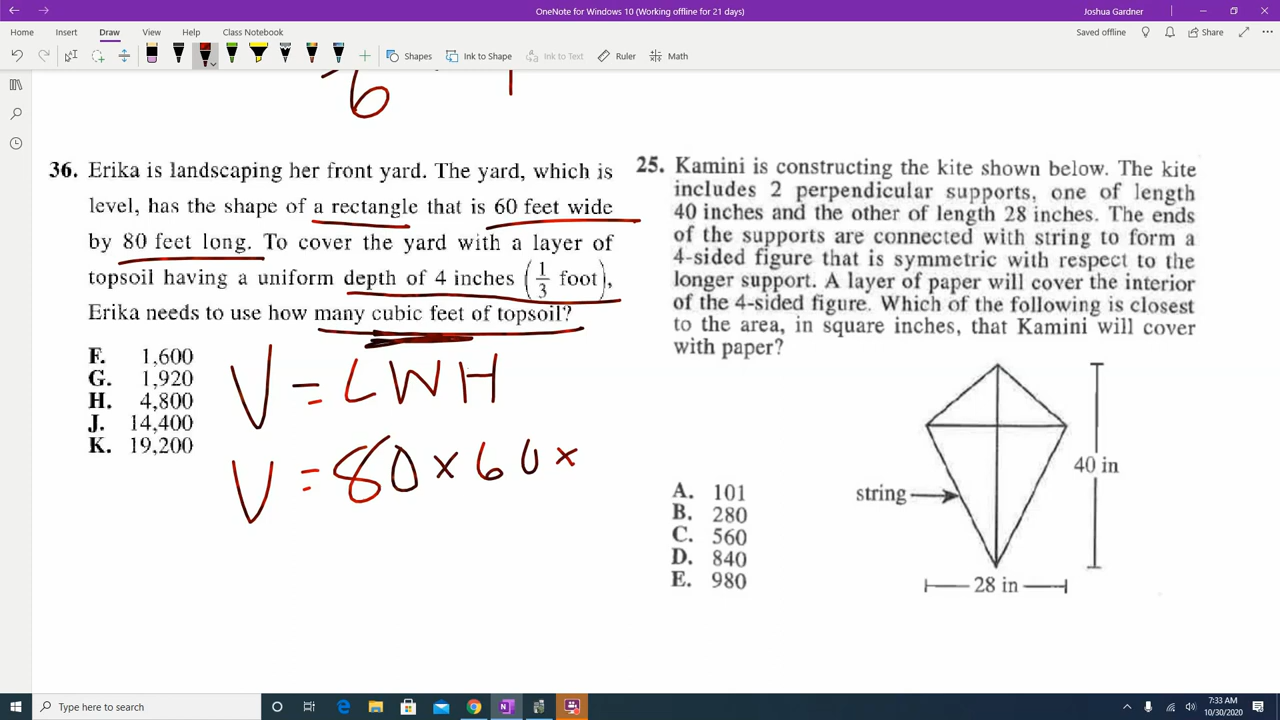 OneNote for Windows 10 (Working offline for 21 days)
Joshua Gardner
Home Insert Draw View Help Class Notebook
Saved offline Share
Shapes Ink to Shape Ink to Text Ruler Math
6
36. Erika is landscaping her front yard. The yard, which is
level, has the shape of a rectangle that is 60 feet wide
by 80 feet long. To cover the yard with a layer of
topsoil having a uniform depth of 4 inches (1/3 foot),
Erika needs to use how many cubic feet of topsoil?
F. 1,600
G. 1,920
H. 4,800
J. 14,400
K. 19,200
V = LWH
V = 80 × 60 ×
25. Kamini is constructing the kite shown below. The kite
includes 2 perpendicular supports, one of length
40 inches and the other of length 28 inches. The ends
of the supports are connected with string to form a
4-sided figure that is symmetric with respect to the
longer support. A layer of paper will cover the interior
of the 4-sided figure. Which of the following is closest
to the area, in square inches, that Kamini will cover
with paper?
A. 101
B. 280
C. 560
D. 840
E. 980
string
40 in
28 in
Type here to search
7:33 AM
10/30/2020